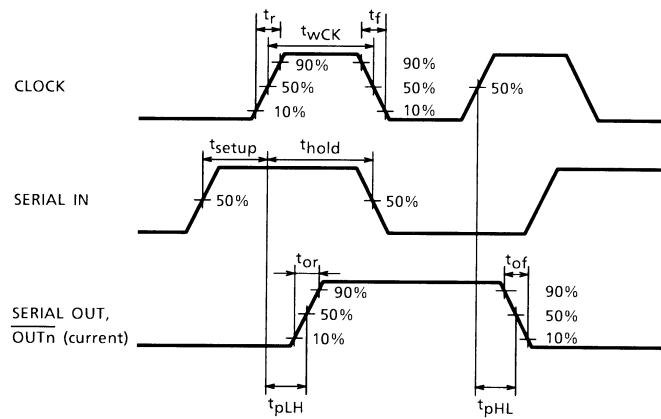 tr
twCK
tf
90%
90%
CLOCK
50%
50%
50%
10%
10%
tsetup
thold
SERIAL IN
50%
50%
tor
tof
90%
90%
SERIAL OUT,
50%
50%
OUTn (current)
10%
10%
tpLH
tpHL